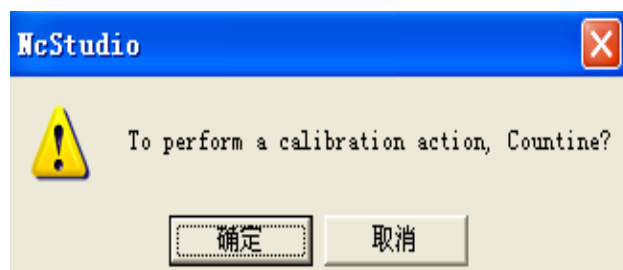 NcStudio
To perform a calibration action, Countine?
确定
取消